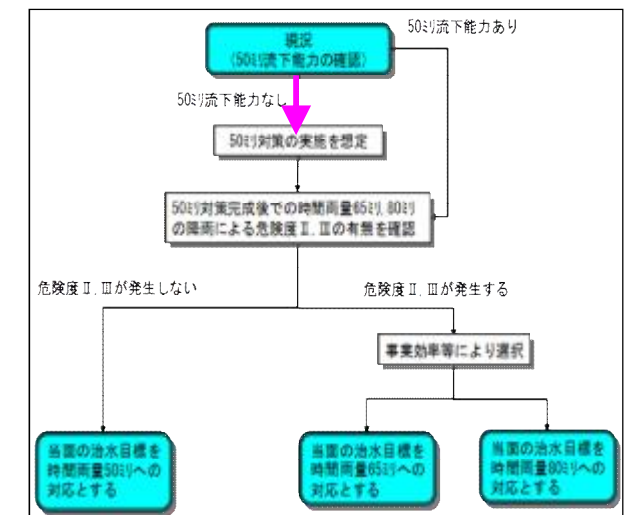 現況
(50ﾐﾘ流下能力の確認)
50ﾐﾘ流下能力あり
50ﾐﾘ流下能力なし
50ﾐﾘ対策の実施を想定
50ﾐﾘ対策完成後での時間雨量65ﾐﾘ,80ﾐﾘ
の降雨による危険度Ⅱ,Ⅲの有無を確認
危険度Ⅱ,Ⅲが発生しない
危険度Ⅱ,Ⅲが発生する
事業効率等により選択
当面の治水目標を
時間雨量50ﾐﾘへの
対応とする
当面の治水目標を
時間雨量65ﾐﾘへの
対応とする
当面の治水目標を
時間雨量80ﾐﾘへの
対応とする